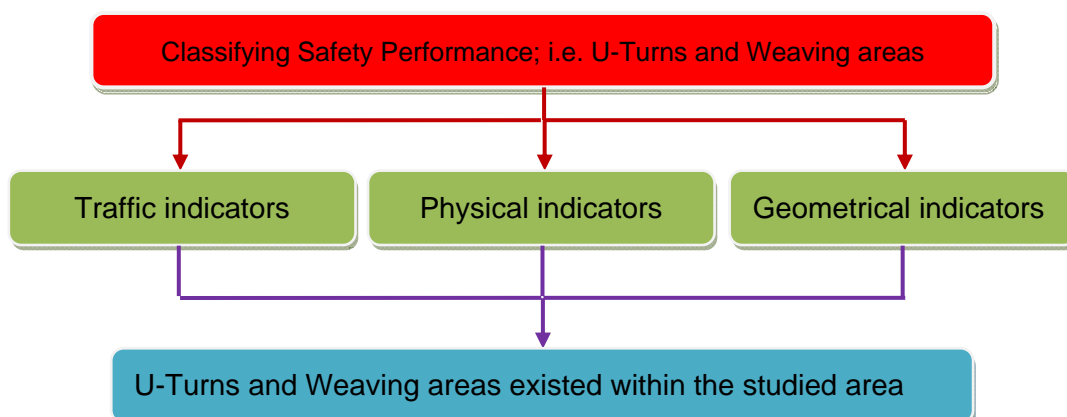 Classifying Safety Performance; i.e. U-Turns and Weaving areas
Traffic indicators
Physical indicators
Geometrical indicators
U-Turns and Weaving areas existed within the studied area